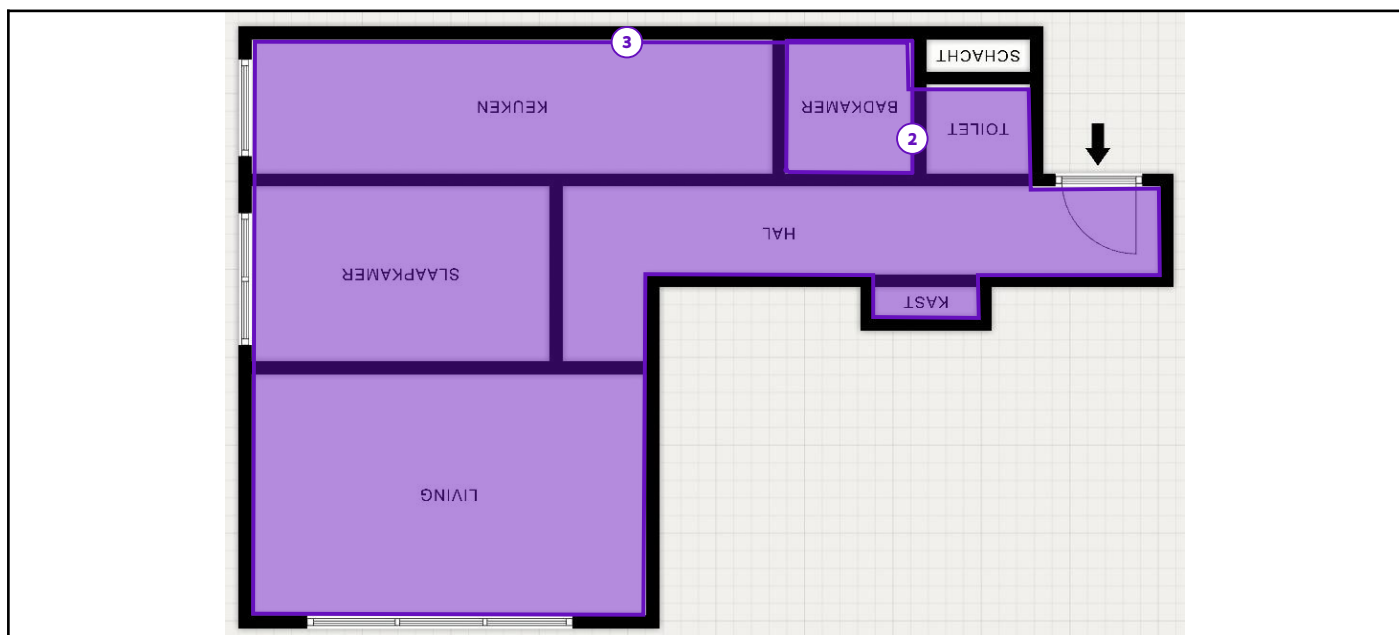 3
SCHACHT
KEUKEN
BADKAMER
TOILET
2
HAL
SLAAPKAMER
KAST
LIVING